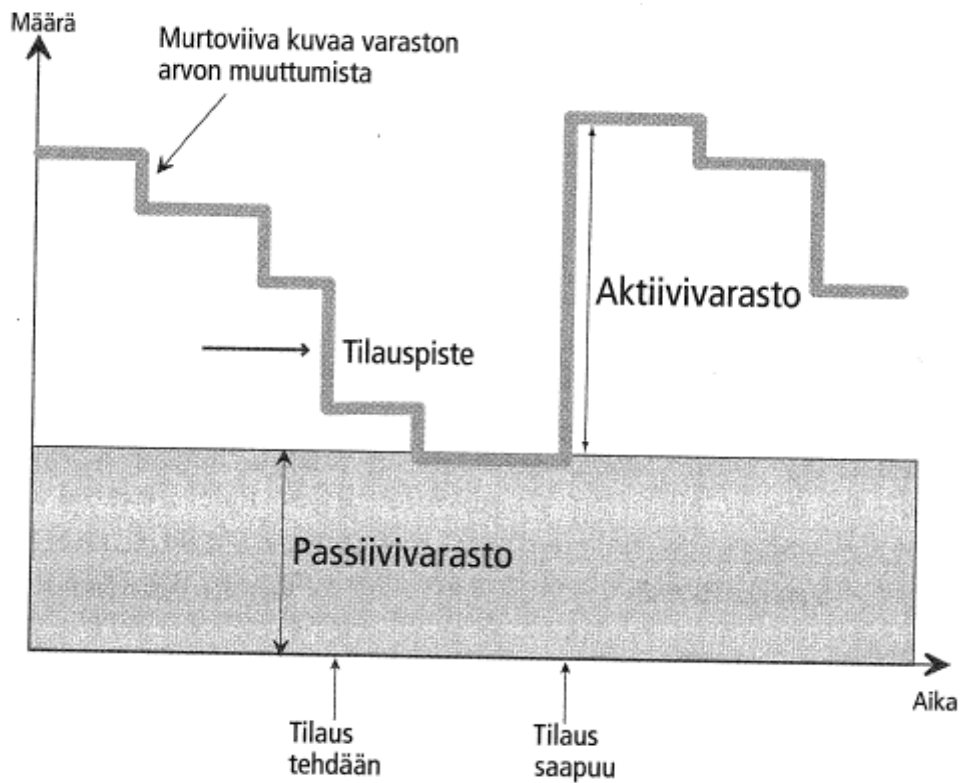 Määrä
Murtoviiva kuvaa varaston
arvon muuttumista
Aktiivivarasto
Tilauspiste
Passiivivarasto
Aika
Tilaus
tehdään
Tilaus
saapuu